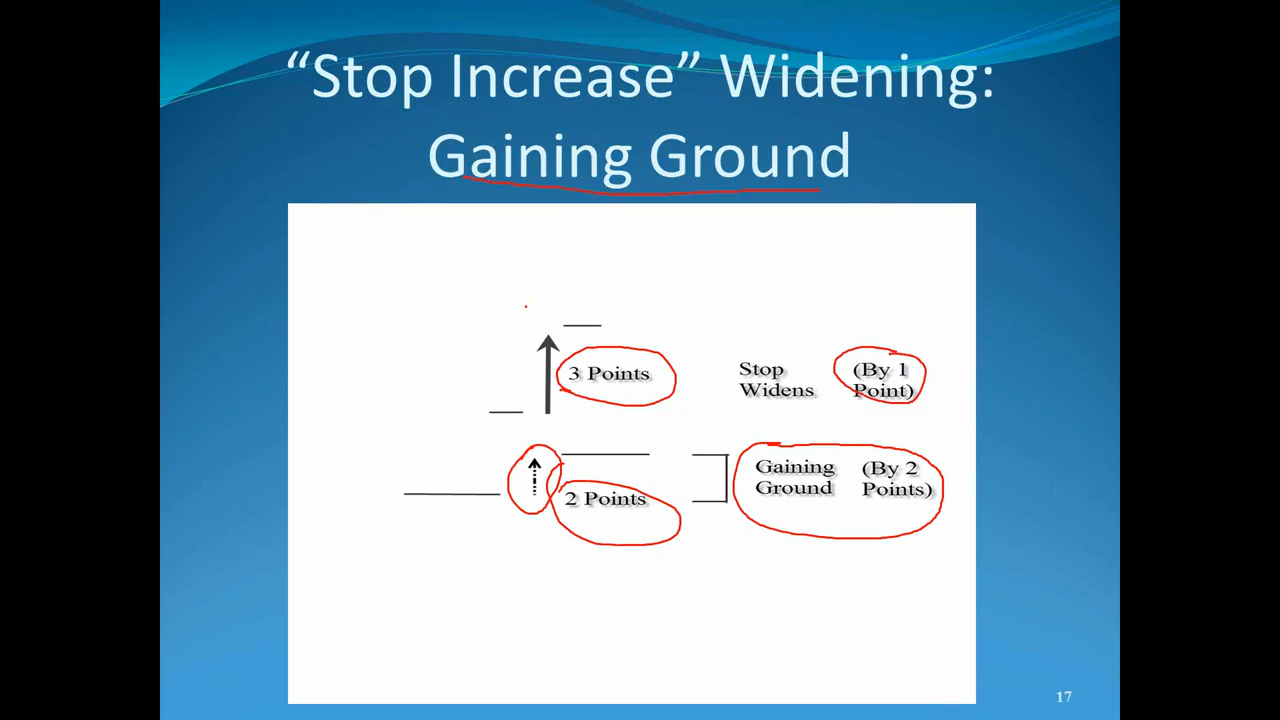 “Stop Increase” Widening:
Gaining Ground
3 Points
Stop
Widens
(By 1
Point)
2 Points
Gaining
Ground
(By 2
Points)
17